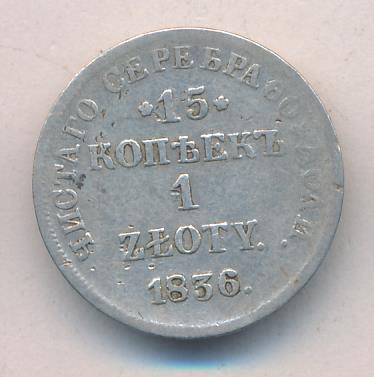 ЧИСТАГО СЕРЕБРА
*15*
КОПѢЕКЪ
1
ZŁOTY.
1836.